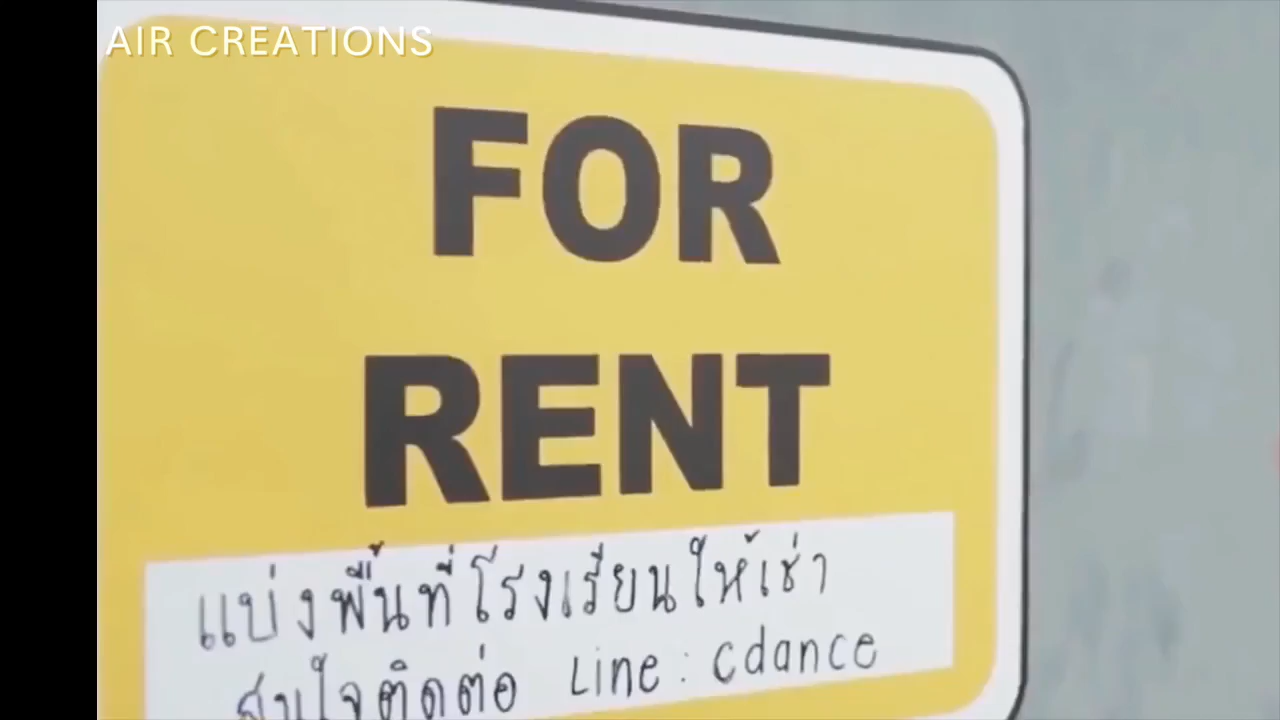 AIR CREATIONS
FOR
RENT
แบ่งพื้นที่โรงเรียนให้เช่า
สนใจติดต่อ Line : cdance